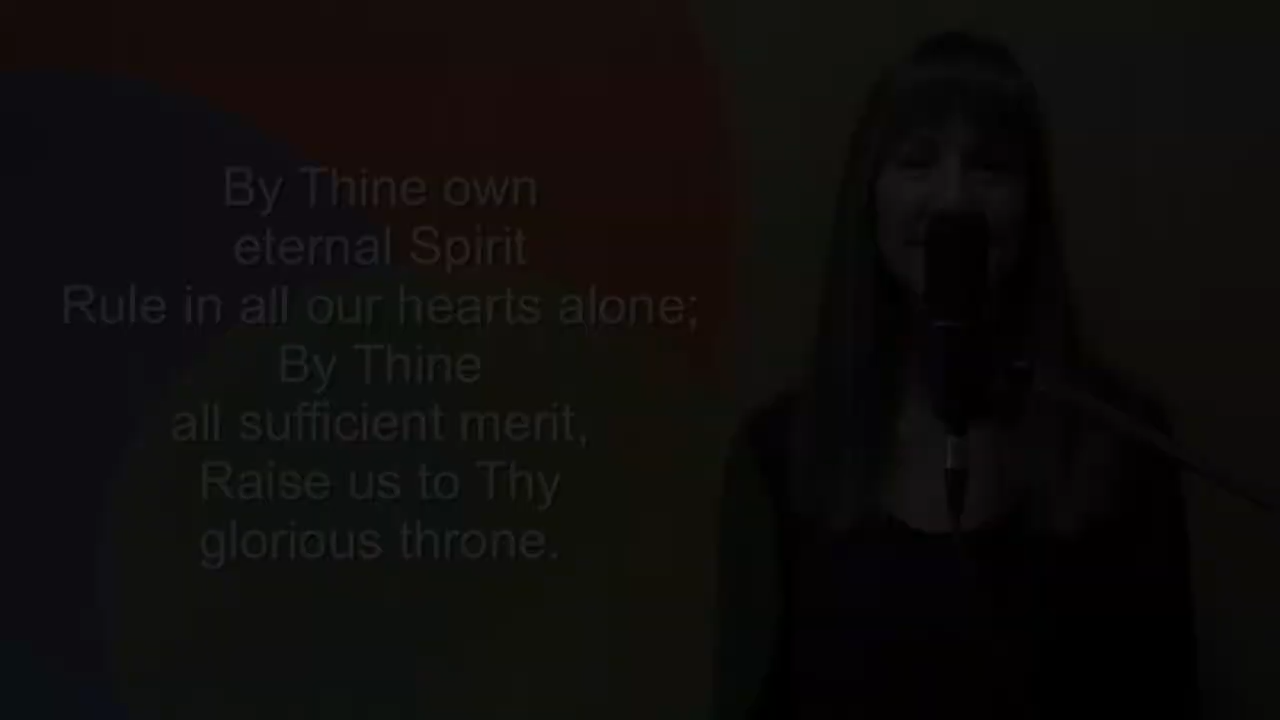 By Thine own
eternal Spirit
Rule in all our hearts alone;
By Thine
all sufficient merit,
Raise us to Thy
glorious throne.